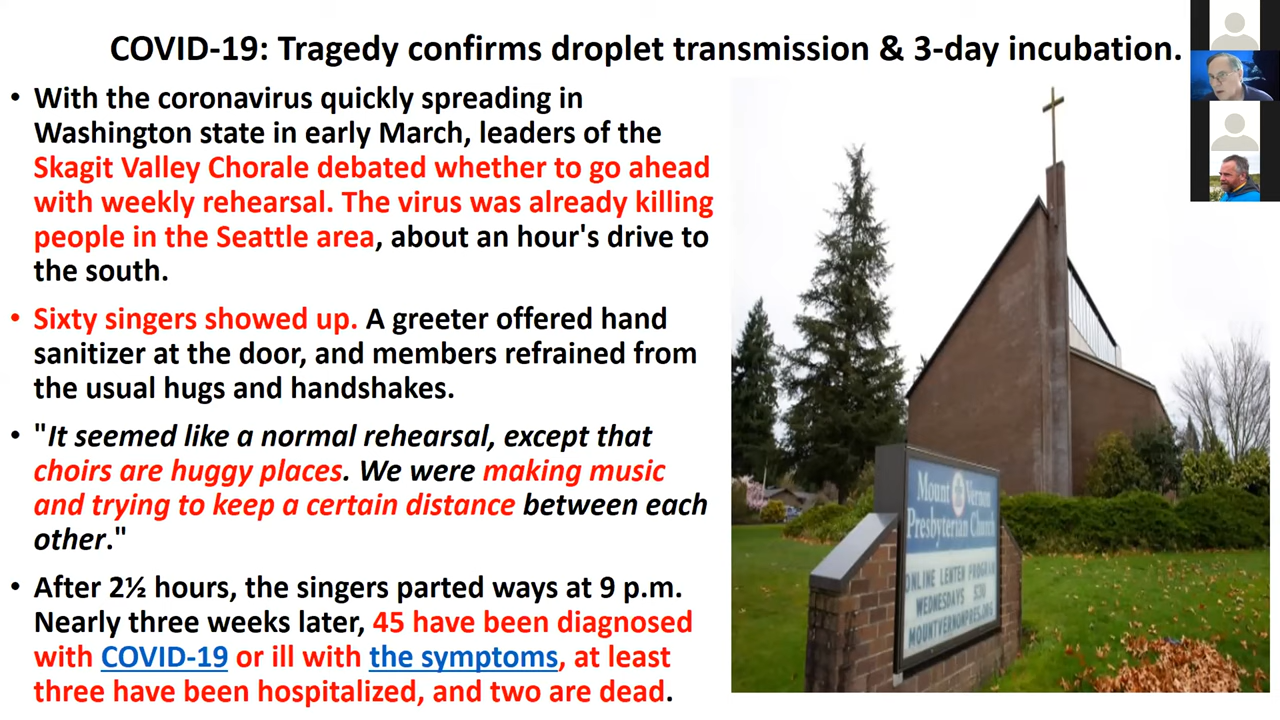 COVID-19: Tragedy confirms droplet transmission & 3-day incubation.
• With the coronavirus quickly spreading in
Washington state in early March, leaders of the
Skagit Valley Chorale debated whether to go ahead
with weekly rehearsal. The virus was already killing
people in the Seattle area, about an hour's drive to
the south.
• Sixty singers showed up. A greeter offered hand
sanitizer at the door, and members refrained from
the usual hugs and handshakes.
• "It seemed like a normal rehearsal, except that
choirs are huggy places. We were making music
and trying to keep a certain distance between each
other."
• After 2½ hours, the singers parted ways at 9 p.m.
Nearly three weeks later, 45 have been diagnosed
with COVID-19 or ill with the symptoms, at least
three have been hospitalized, and two are dead.
Mount Vernon
Presbyterian Church
ONLINE LENTEN PROGRAM
WEDNESDAYS 530
MOUNTVERNONPRES.ORG